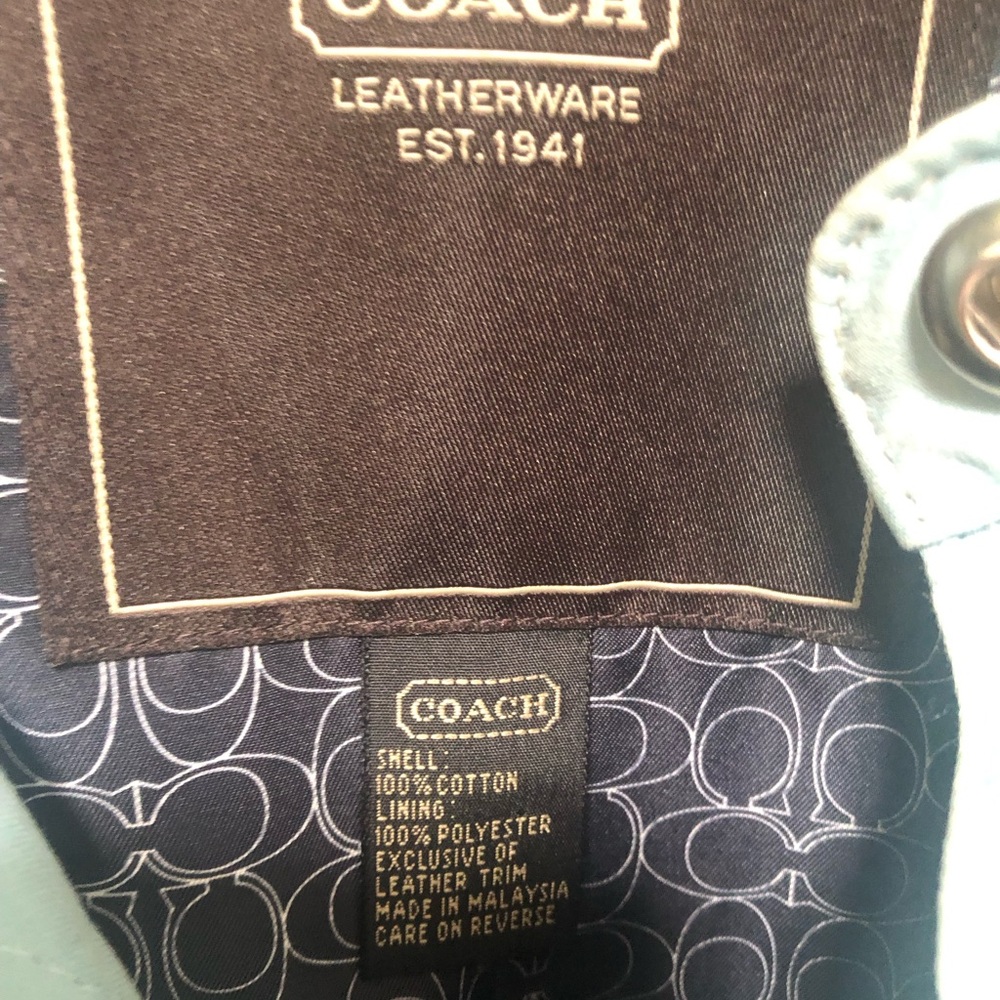 COACH
LEATHERWARE
EST. 1941
COACH
SHELL:
100% COTTON
LINING:
100% POLYESTER
EXCLUSIVE OF
LEATHER TRIM
MADE IN MALAYSIA
CARE ON REVERSE